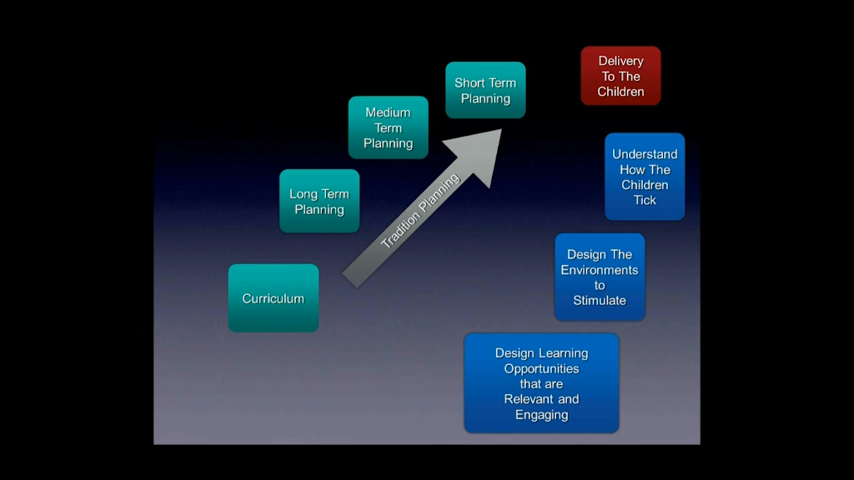 Delivery
To The
Children
Short Term
Planning
Medium
Term
Planning
Understand
How The
Children
Tick
Long Term
Planning
Tradition Planning
Design The
Environments
to
Stimulate
Curriculum
Design Learning
Opportunities
that are
Relevant and
Engaging